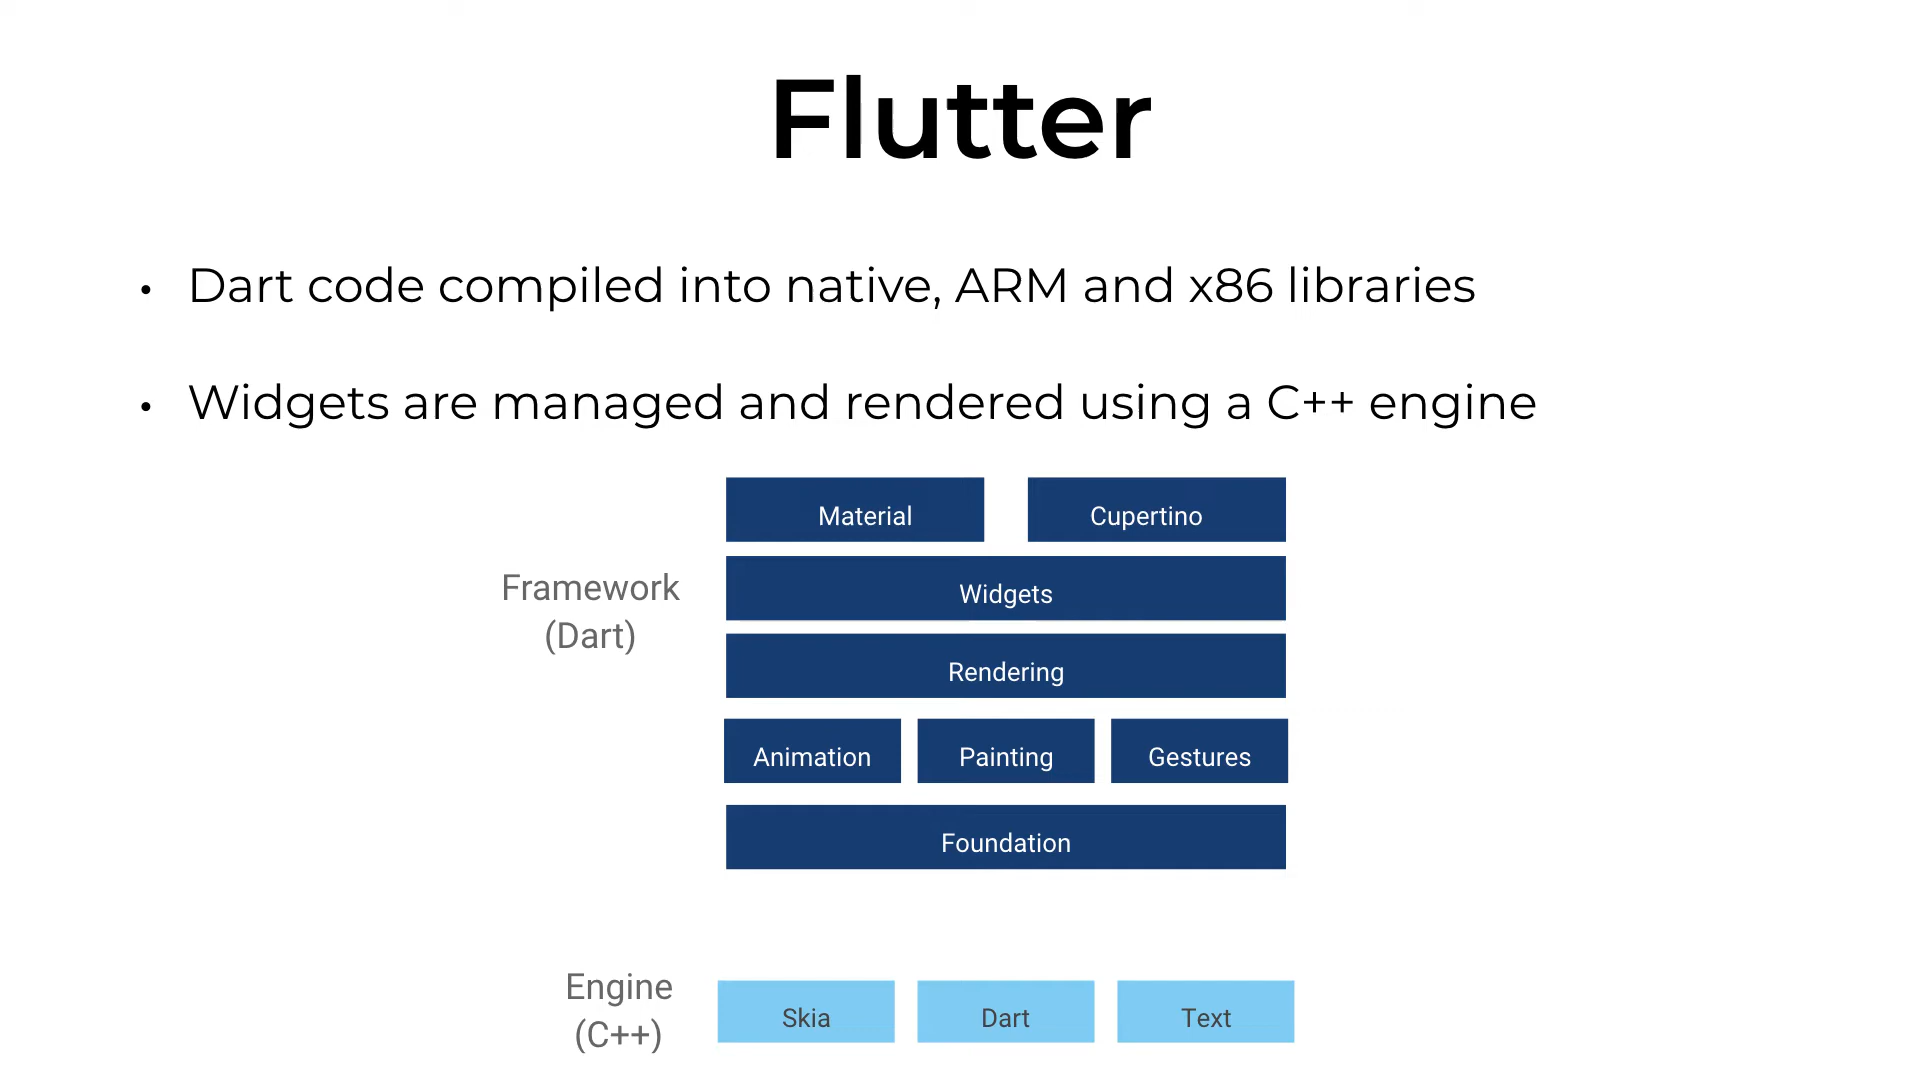 Flutter
• Dart code compiled into native, ARM and x86 libraries
• Widgets are managed and rendered using a C++ engine
Material Cupertino
Framework
(Dart)
Widgets
Rendering
Animation Painting Gestures
Foundation
Engine
(C++)
Skia Dart Text